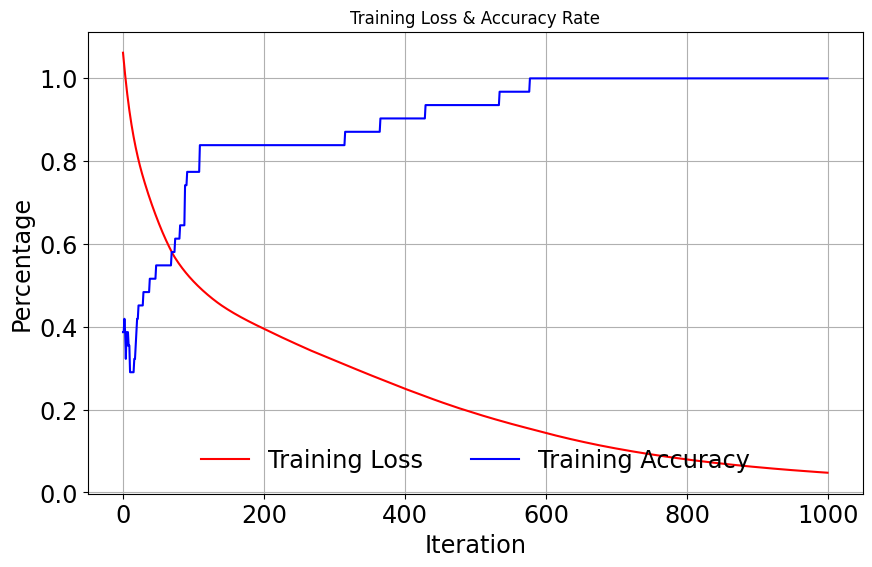 Training Loss & Accuracy Rate
1.0
0.8
0.6
0.4
0.2
0.0
Percentage
Training Loss
Training Accuracy
0 200 400 600 800 1000
Iteration